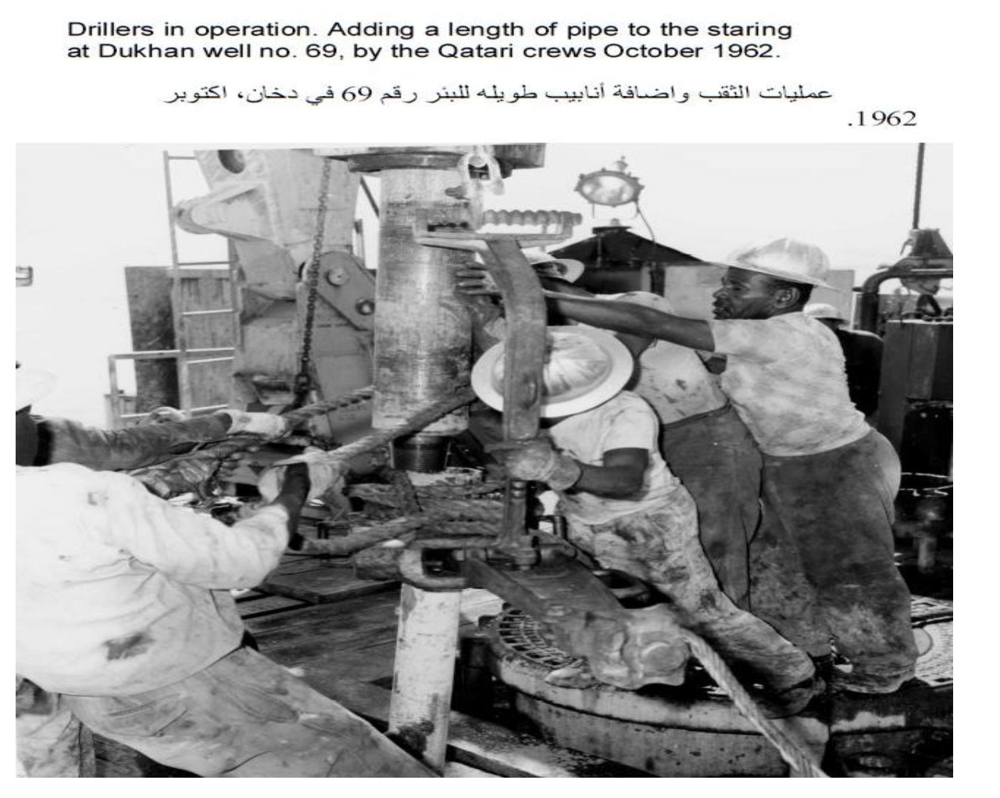 Drillers in operation. Adding a length of pipe to the staring
at Dukhan well no. 69, by the Qatari crews October 1962.
عمليات الثقب واضافة أنابيب طويله للبئر رقم 69 في دخان، اكتوبر
1962.